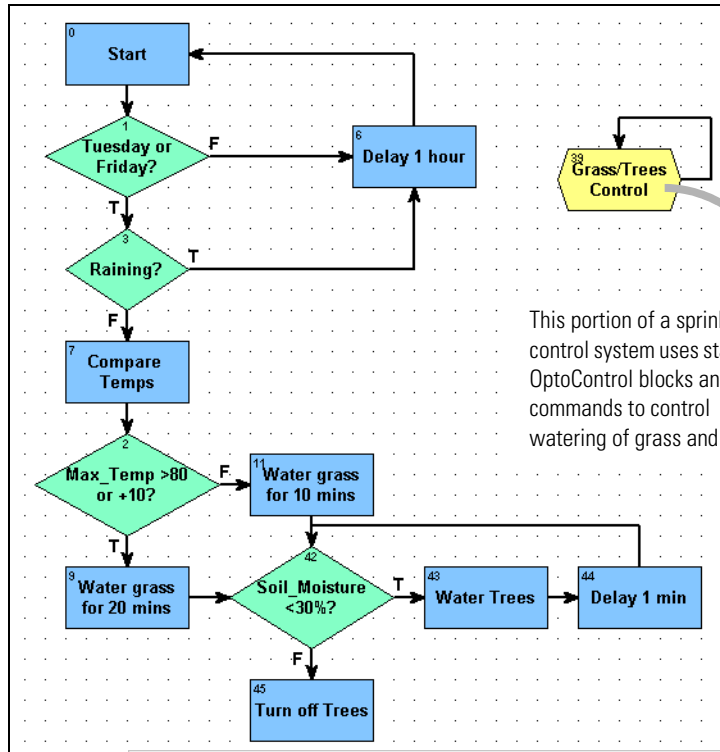 0
Start
1
Tuesday or
Friday?
F
6
Delay 1 hour
T
3
Raining?
T
F
7
Compare
Temps
2
Max_Temp >80
or +10?
F
11
Water grass
for 10 mins
T
9
Water grass
for 20 mins
42
Soil_Moisture
<30%?
T
43
Water Trees
44
Delay 1 min
F
45
Turn off Trees
39
Grass/Trees
Control
This portion of a
control system uses
OptoControl blocks
commands to control
watering of grass and